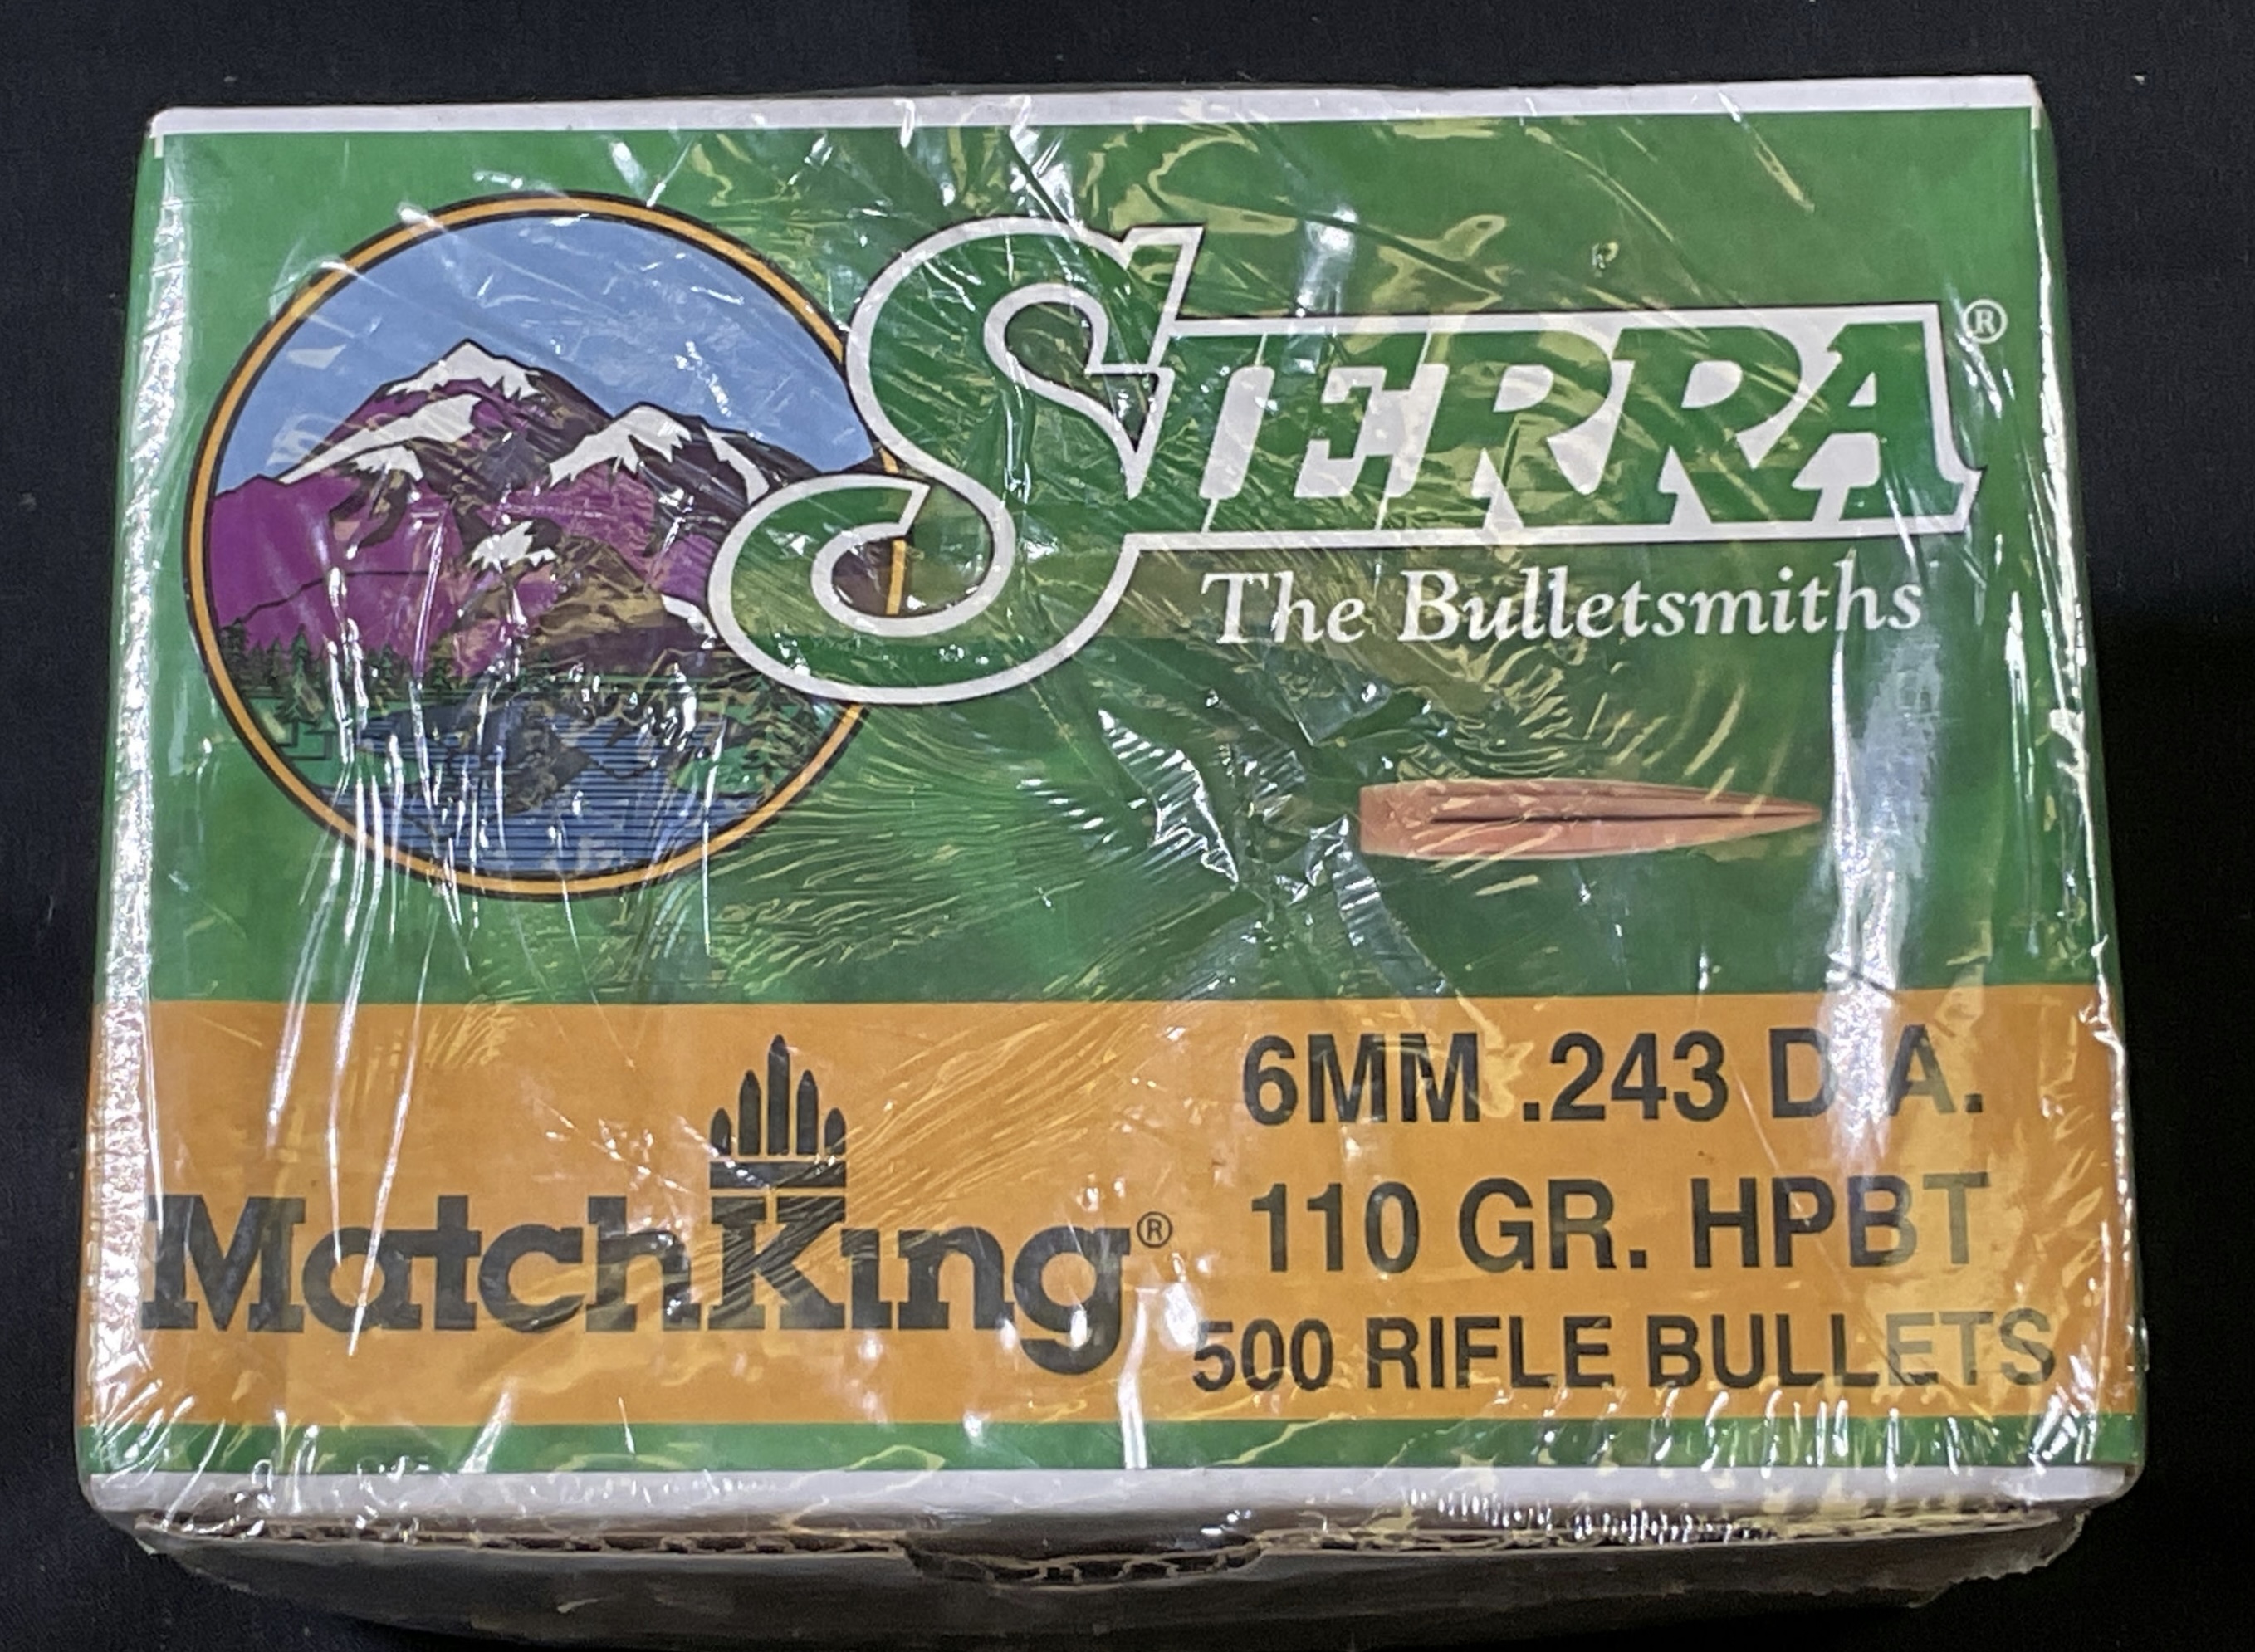 SIERRA®
The Bulletsmiths
MatchKing®
6MM .243 DIA.
110 GR. HPBT
500 RIFLE BULLETS